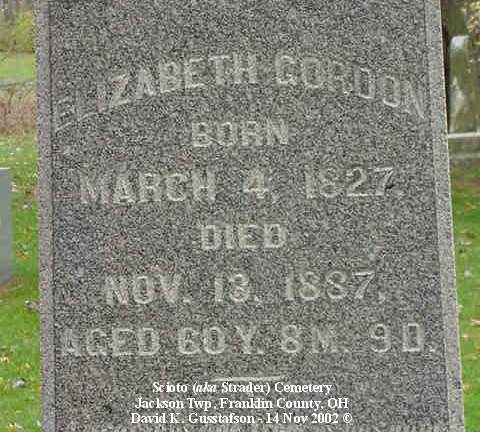 ELIZABETH GORDON
BORN
MARCH 4, 1827.
DIED
NOV. 13, 1887,
AGED 60 Y. 8 M. 9 D.
Scioto (aka Strader) Cemetery
Jackson Twp, Franklin County, OH
David K. Gusstafson - 14 Nov 2002 ©